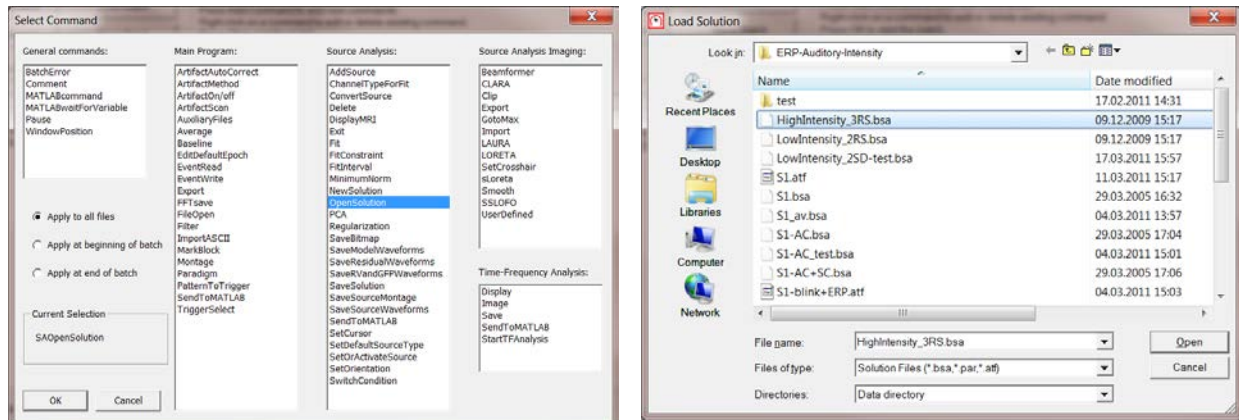 Select Command
General commands:
BatchError
Comment
MATLABcommand
MATLABwaitForVariable
Pause
WindowPosition
Apply to all files
Apply at beginning of batch
Apply at end of batch
Current Selection
SAOpenSolution
OK
Cancel
Main Program:
ArtifactAutoCorrect
ArtifactMethod
ArtifactOn/off
ArtifactScan
AuxiliaryFiles
Average
Baseline
EditDefaultEpoch
EventRead
EventWrite
Export
FFTsave
FileOpen
Filter
ImportASCII
MarkBlock
Montage
Paradigm
PatternToTrigger
SendToMATLAB
TriggerSelect
Source Analysis:
AddSource
ChannelTypeForFit
ConvertSource
Delete
DisplayMRI
Exit
Fit
FitConstraint
FitInterval
MinimumNorm
NewSolution
OpenSolution
PCA
Regularization
SaveBitmap
SaveModelWaveforms
SaveResidualWaveforms
SaveRVandGFPWaveforms
SaveSolution
SaveSourceMontage
SaveSourceWaveforms
SendToMATLAB
SetCursor
SetDefaultSourceType
SetOrActivateSource
SetOrientation
SwitchCondition
Source Analysis Imaging:
Beamformer
CLARA
Clip
Export
GotoMax
Import
LAURA
LORETA
SetCrosshair
sLoreta
Smooth
SSLOFO
UserDefined
Time-Frequency Analysis:
Display
Image
Save
SendToMATLAB
StartTFAnalysis
Load Solution
Look in: ERP-Auditory-Intensity
Recent Places
Desktop
Libraries
Computer
Network
Name Date modified
test 17.02.2011 14:31
HighIntensity_3RS.bsa 09.12.2009 15:17
LowIntensity_2RS.bsa 09.12.2009 15:17
LowIntensity_2SD-test.bsa 17.03.2011 15:57
S1.atf 11.03.2011 15:17
S1.bsa 29.03.2005 16:32
S1_av.bsa 04.03.2011 13:57
S1-AC.bsa 29.03.2005 17:04
S1-AC_test.bsa 04.03.2011 15:01
S1-AC+SC.bsa 29.03.2005 17:06
S1-blink+ERP.atf 04.03.2011 15:03
File name: HighIntensity_3RS.bsa Open
Files of type: Solution Files (*.bsa,*.par,*.atf) Cancel
Directories: Data directory